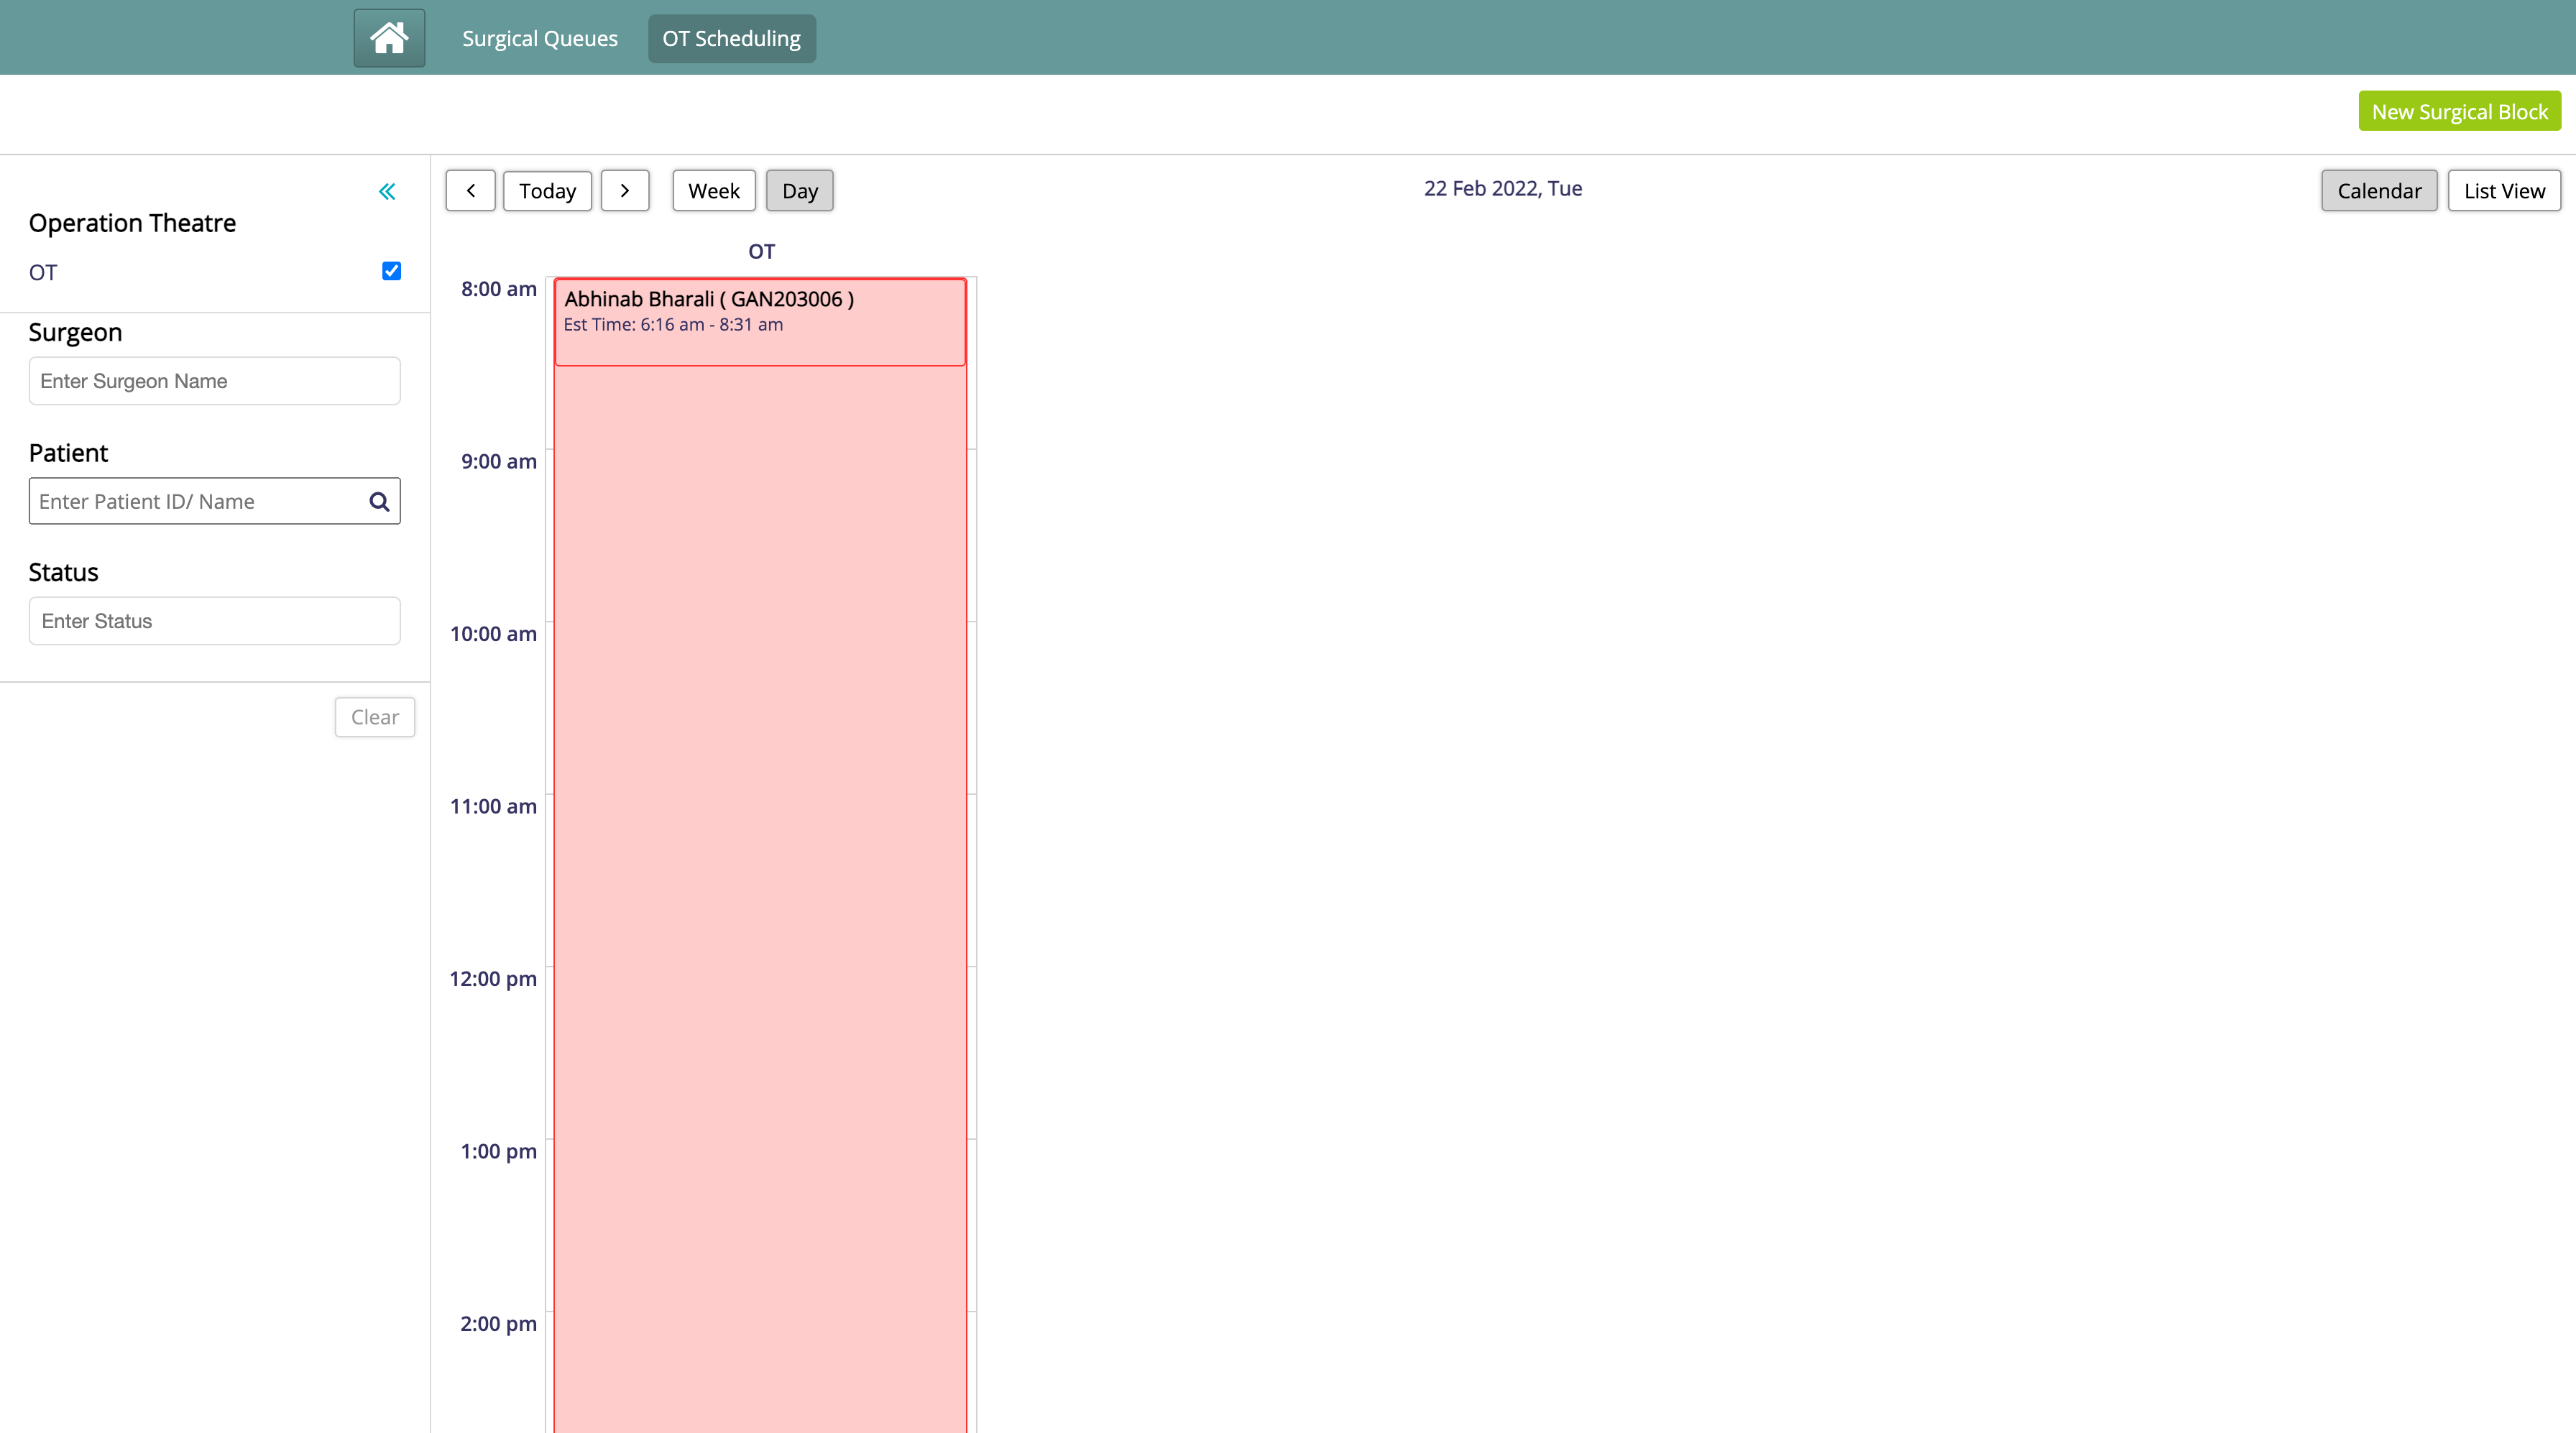 Surgical Queues
OT Scheduling
New Surgical Block
Operation Theatre
OT
Surgeon
Enter Surgeon Name
Patient
Enter Patient ID/ Name
Status
Enter Status
Clear
Today
Week
Day
22 Feb 2022, Tue
Calendar
List View
OT
8:00 am
Abhinab Bharali ( GAN203006 )
Est Time: 6:16 am - 8:31 am
9:00 am
10:00 am
11:00 am
12:00 pm
1:00 pm
2:00 pm